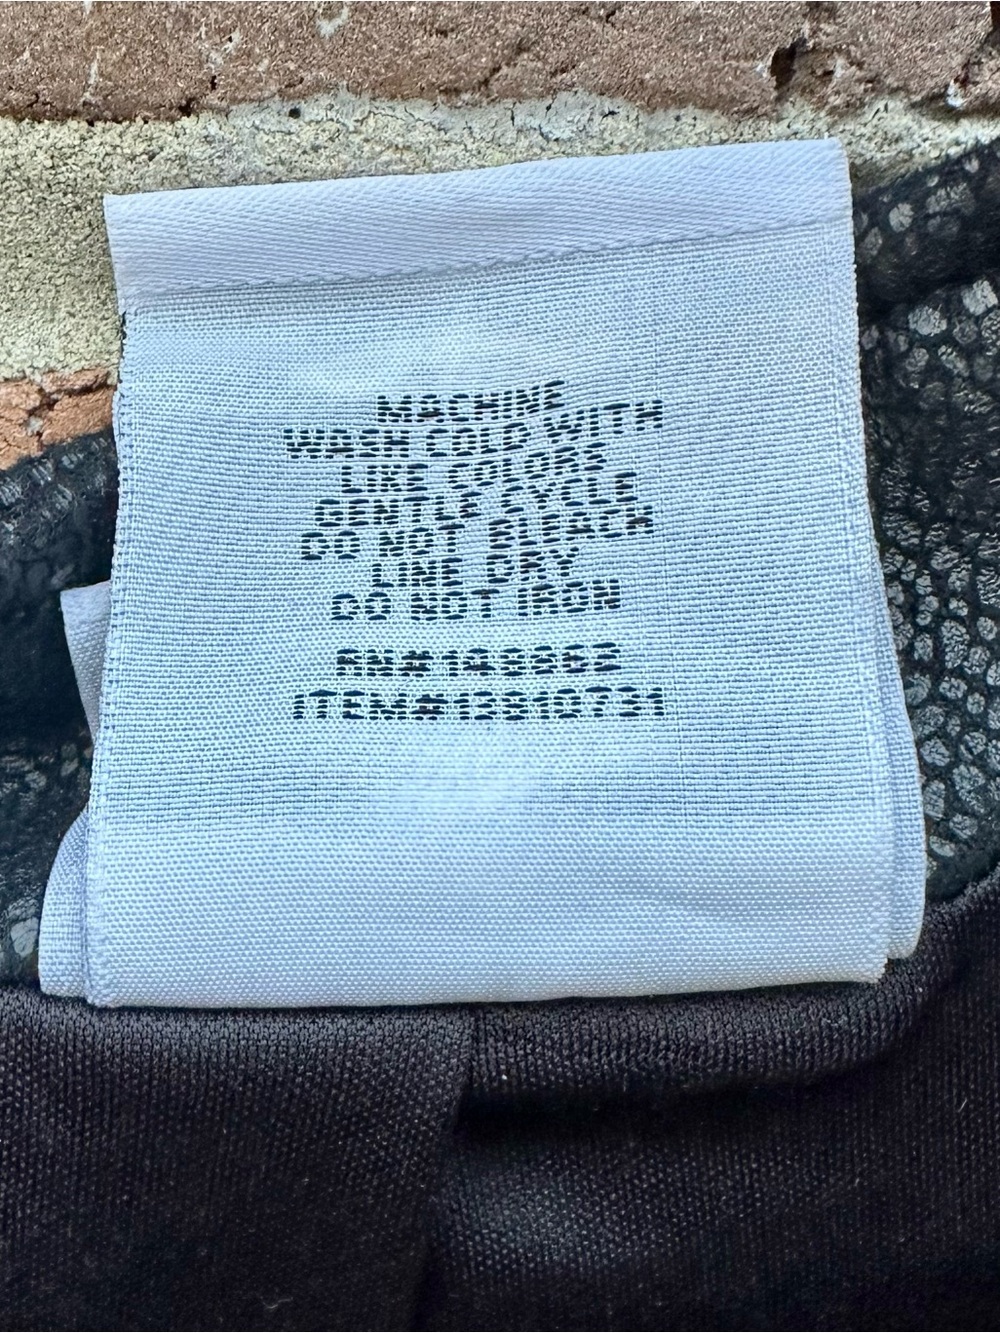 MACHINE
WASH COLD WITH
LIKE COLORS
GENTLE CYCLE
DO NOT BLEACH
LINE DRY
DO NOT IRON
RN#148862
ITEM#13810731